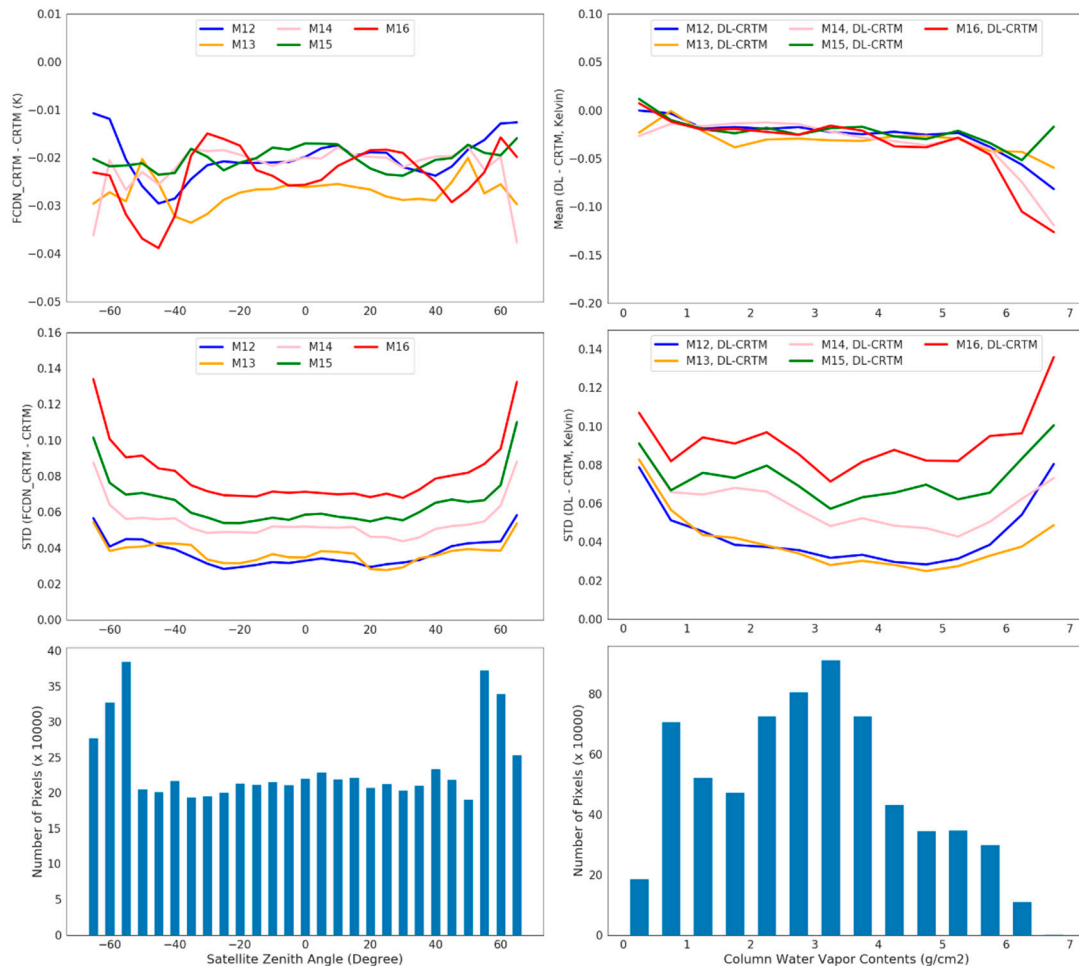 0.01
0.00
−0.01
−0.02
−0.03
−0.04
−0.05
FCDN_CRTM - CRTM (K)
M12 M14 M16
M13 M15
−60 −40 −20 0 20 40 60
0.10
0.05
0.00
−0.05
−0.10
−0.15
−0.20
Mean (DL - CRTM, Kelvin)
M12, DL-CRTM M14, DL-CRTM M16, DL-CRTM
M13, DL-CRTM M15, DL-CRTM
0 1 2 3 4 5 6 7
0.16
0.14
0.12
0.10
0.08
0.06
0.04
0.02
0.00
STD (FCDN_CRTM - CRTM)
M12 M14 M16
M13 M15
−60 −40 −20 0 20 40 60
0.14
0.12
0.10
0.08
0.06
0.04
0.02
0.00
STD (DL - CRTM, Kelvin)
M12, DL-CRTM M14, DL-CRTM M16, DL-CRTM
M13, DL-CRTM M15, DL-CRTM
0 1 2 3 4 5 6 7
40
35
30
25
20
15
10
5
0
Number of Pixels (x 10000)
−60 −40 −20 0 20 40 60
Satellite Zenith Angle (Degree)
80
60
40
20
0
Number of Pixels (x 10000)
0 1 2 3 4 5 6 7
Column Water Vapor Contents (g/cm2)